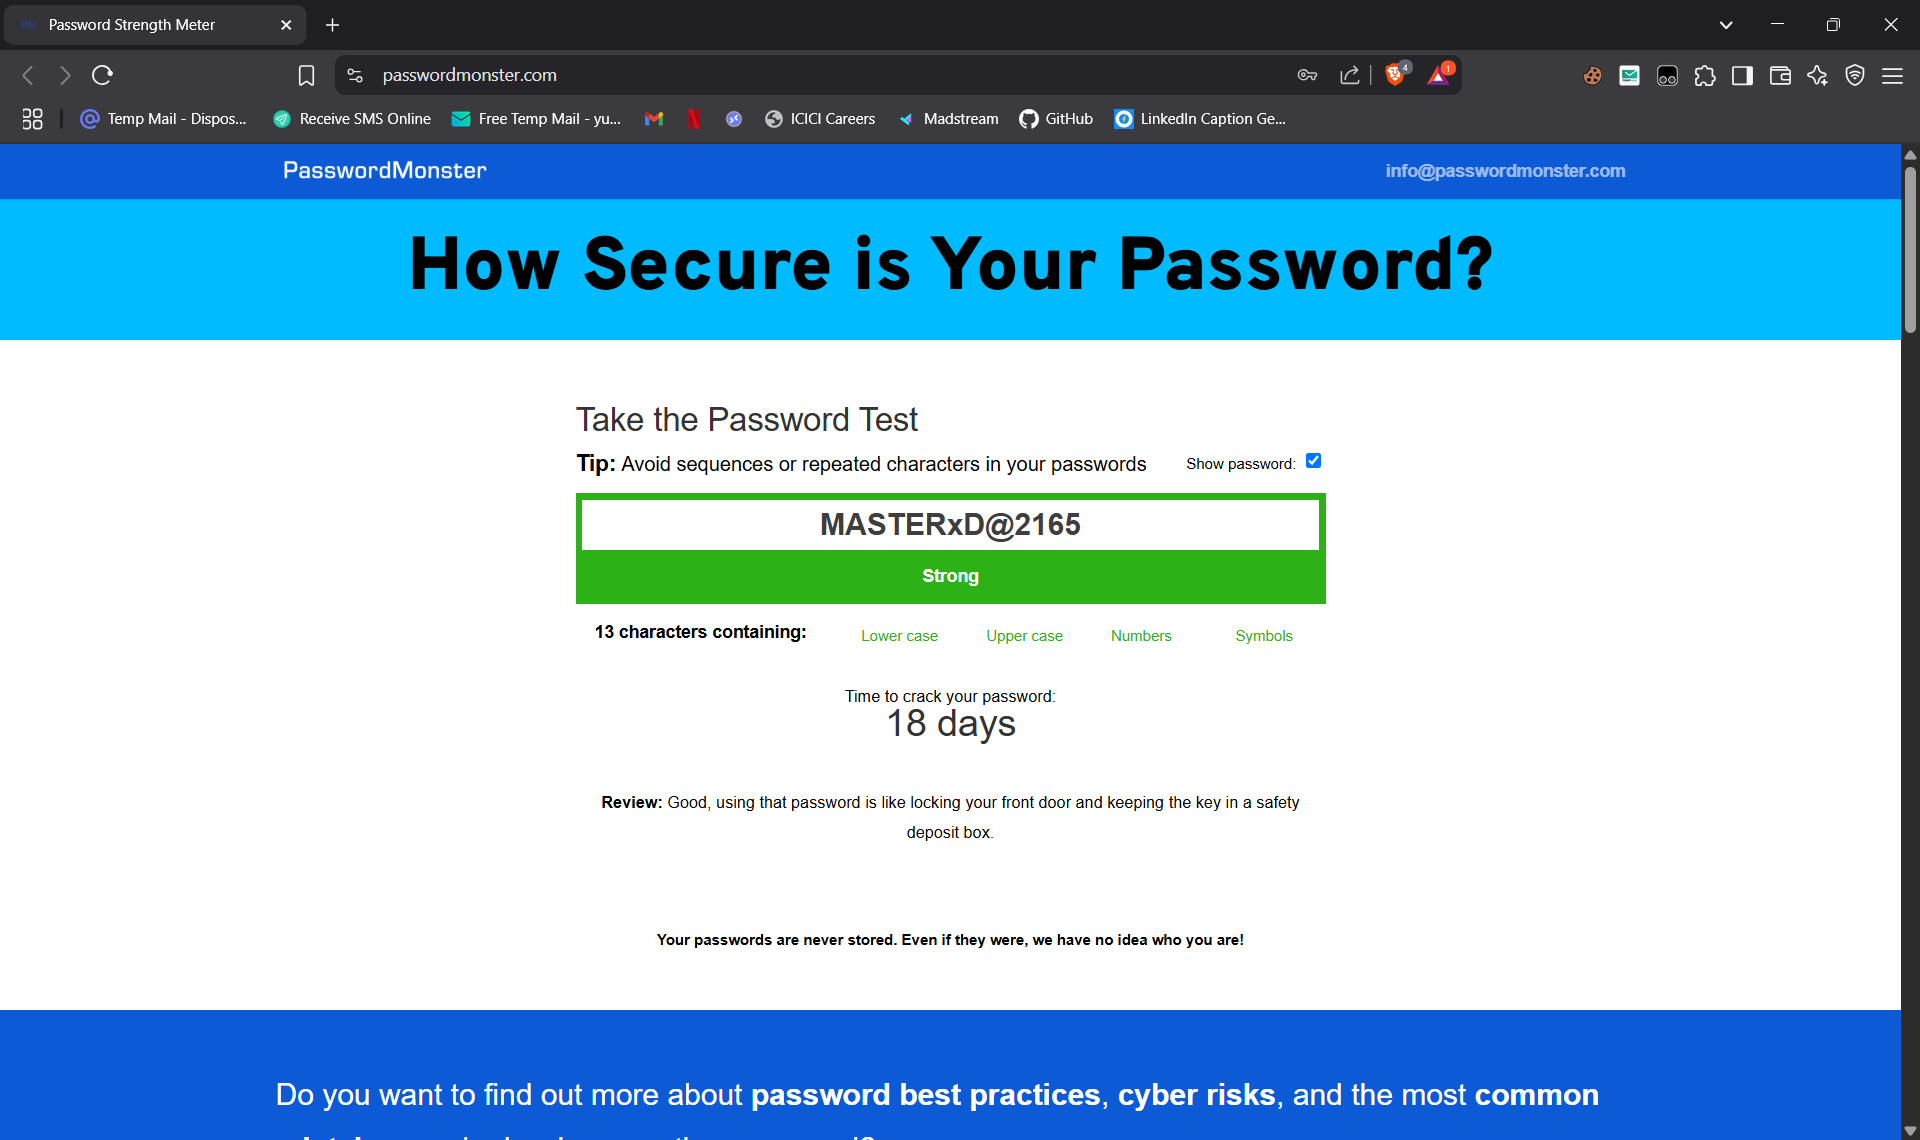 Password Strength Meter
passwordmonster.com
4
1
Temp Mail - Dispos...
Receive SMS Online
Free Temp Mail - yu...
ICICI Careers
Madstream
GitHub
LinkedIn Caption Ge...
PasswordMonster
info@passwordmonster.com
How Secure is Your Password?
Take the Password Test
Tip: Avoid sequences or repeated characters in your passwords
Show password:
MASTERxD@2165
Strong
13 characters containing:
Lower case
Upper case
Numbers
Symbols
Time to crack your password:
18 days
Review: Good, using that password is like locking your front door and keeping the key in a safety
deposit box.
Your passwords are never stored. Even if they were, we have no idea who you are!
Do you want to find out more about password best practices, cyber risks, and the most common